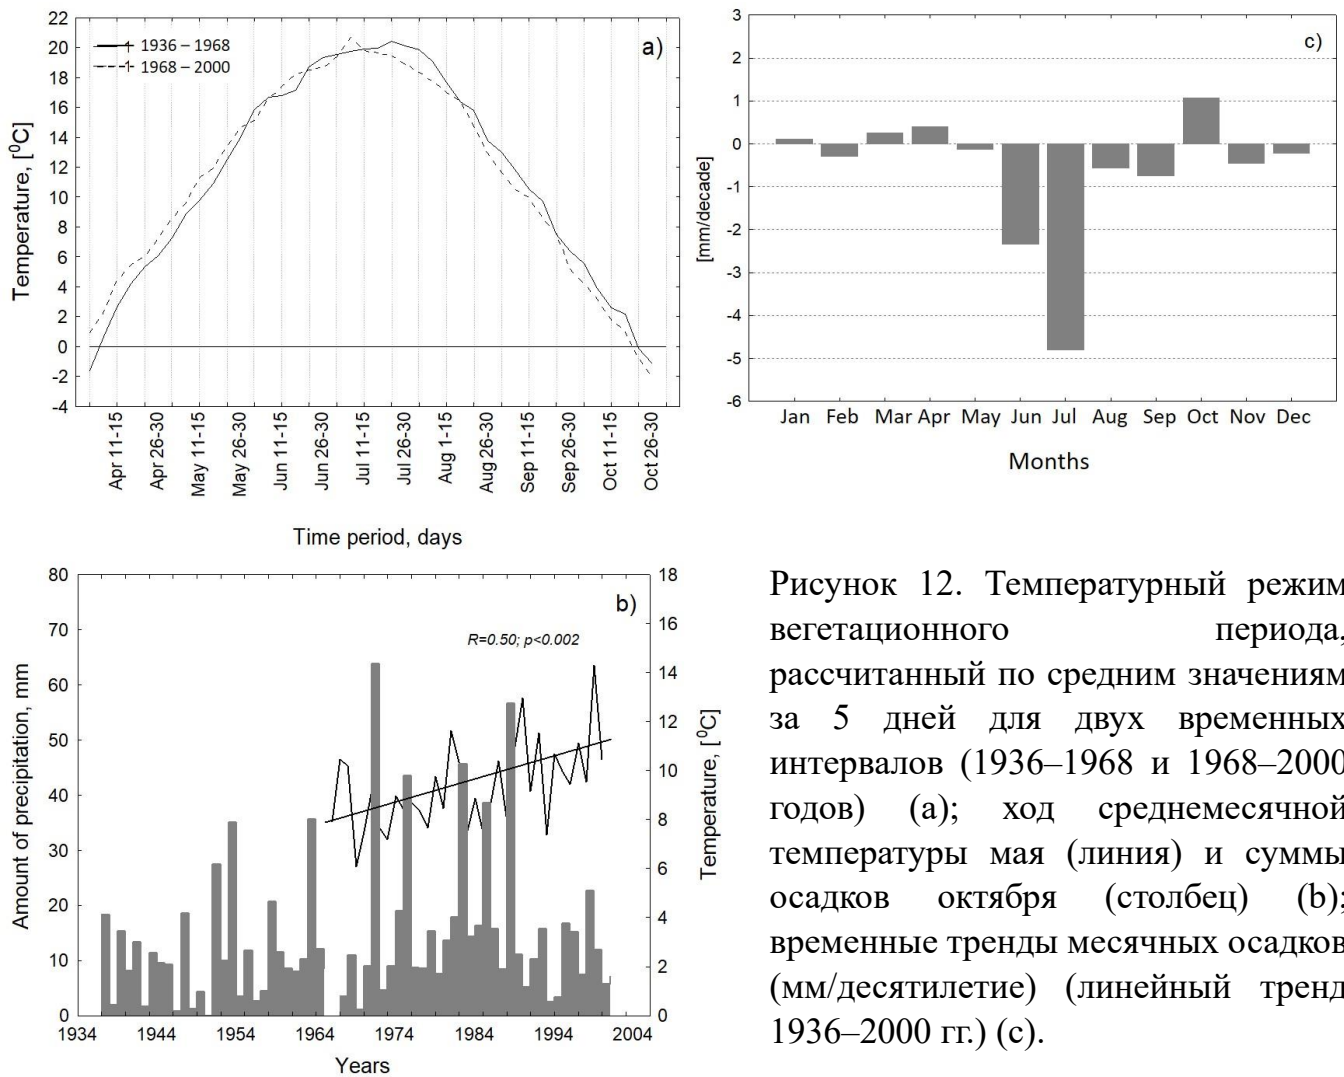 22
20
18
16
14
12
10
8
6
4
2
0
-2
-4
Temperature, [⁰C]
1936 – 1968
1968 – 2000
a)
Apr 11-15
Apr 26-30
May 11-15
May 26-30
Jun 11-15
Jun 26-30
Jul 11-15
Jul 26-30
Aug 1-15
Aug 26-30
Sep 11-15
Sep 26-30
Oct 11-15
Oct 26-30
Time period, days
3
2
1
0
-1
-2
-3
-4
-5
-6
[mm/decade]
c)
Jan Feb Mar Apr May Jun Jul Aug Sep Oct Nov Dec
Months
80
70
60
50
40
30
20
10
0
Amount of precipitation, mm
b)
R=0.50; p<0.002
18
16
14
12
10
8
6
4
2
0
Temperature, [⁰C]
1934 1944 1954 1964 1974 1984 1994 2004
Years
Рисунок 12. Температурный режим
вегетационного периода,
рассчитанный по средним значениям
за 5 дней для двух временных
интервалов (1936–1968 и 1968–2000
годов) (a); ход среднемесячной
температуры мая (линия) и суммы
осадков октября (столбец) (b);
временные тренды месячных осадков
(мм/десятилетие) (линейный тренд
1936–2000 гг.) (c).